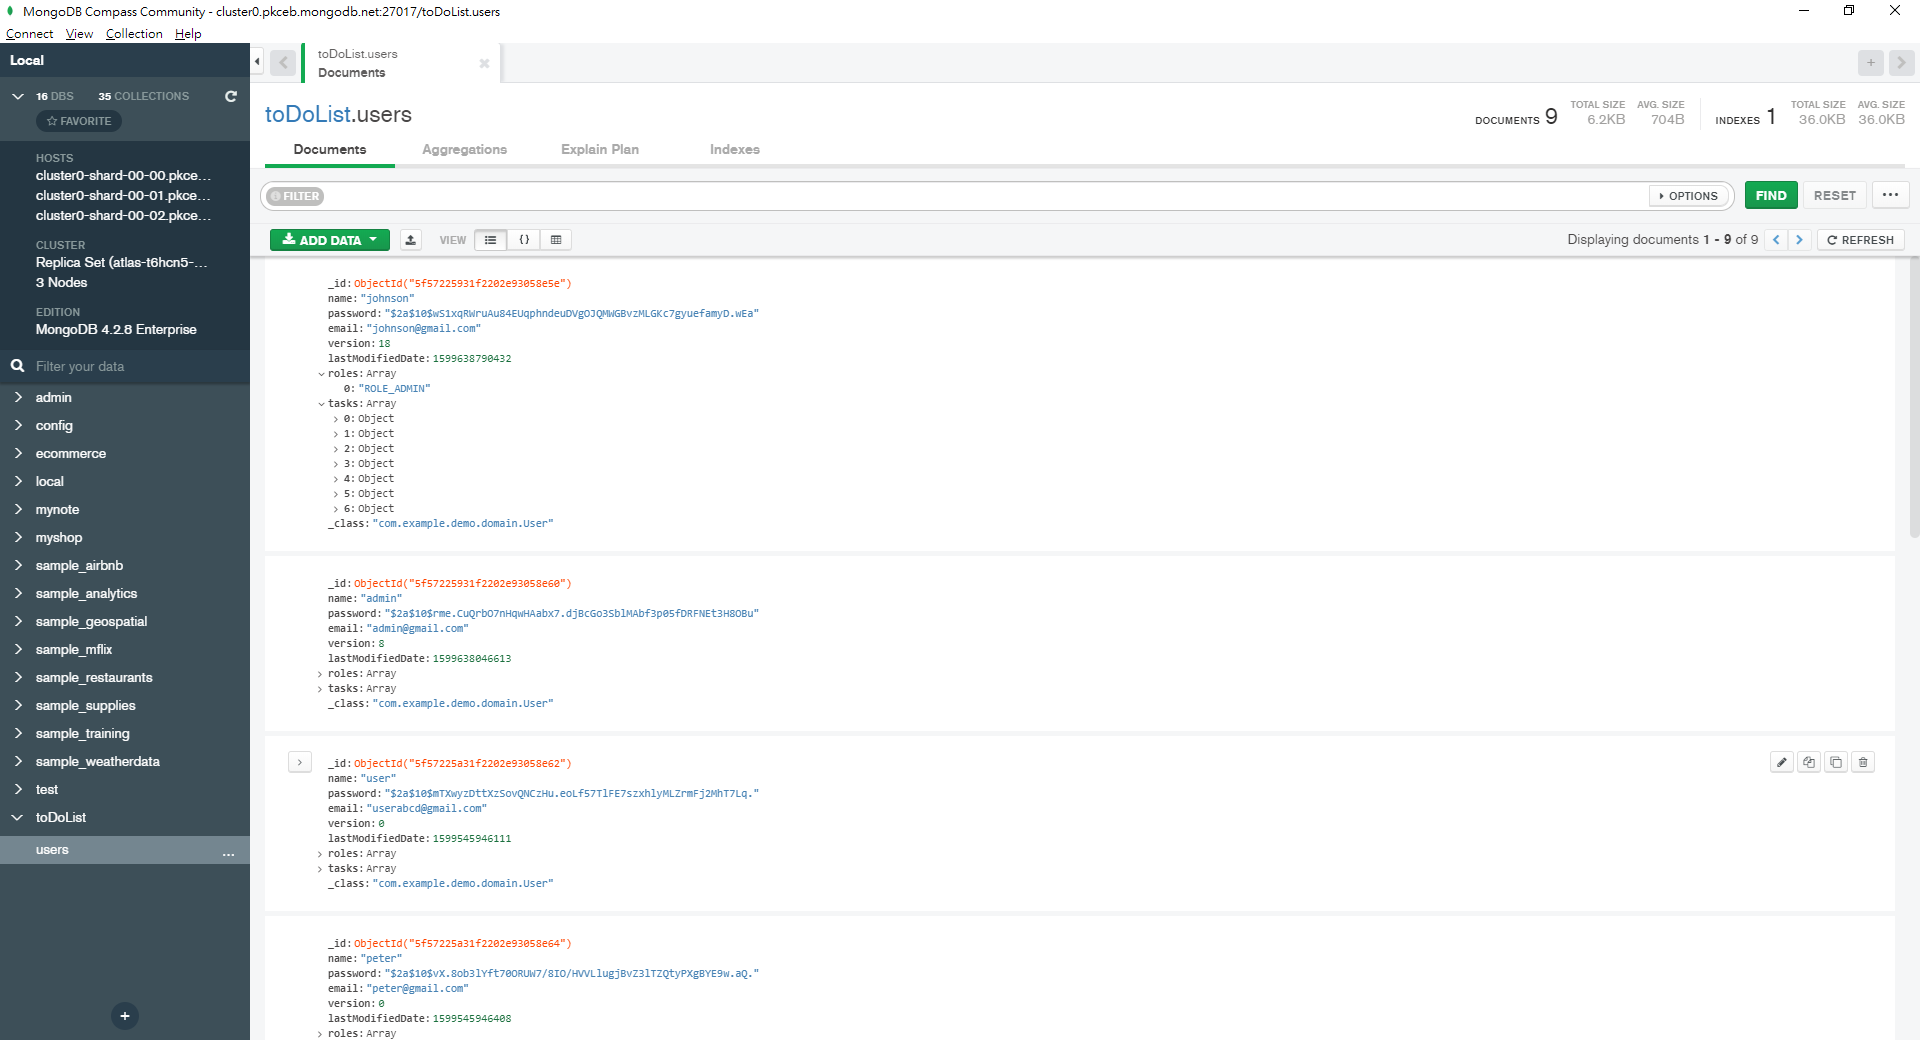 MongoDB Compass Community - cluster0.pkceb.mongodb.net:27017/toDoList.users
Connect View Collection Help
Local
16 DBS 35 COLLECTIONS
FAVORITE
HOSTS
cluster0-shard-00-00.pkce...
cluster0-shard-00-01.pkce...
cluster0-shard-00-02.pkce...
CLUSTER
Replica Set (atlas-t6hcn5-...
3 Nodes
EDITION
MongoDB 4.2.8 Enterprise
Filter your data
admin
config
ecommerce
local
mynote
myshop
sample_airbnb
sample_analytics
sample_geospatial
sample_mflix
sample_restaurants
sample_supplies
sample_training
sample_weatherdata
test
toDoList
users ...
toDoList.users
Documents
toDoList.users
DOCUMENTS 9 TOTAL SIZE 6.2KB AVG. SIZE 704B INDEXES 1 TOTAL SIZE 36.0KB AVG. SIZE 36.0KB
Documents Aggregations Explain Plan Indexes
FILTER OPTIONS FIND RESET ...
ADD DATA VIEW {} Displaying documents 1 - 9 of 9 REFRESH
_id: ObjectId("5f57225931f2202e93058e5e")
name: "johnson"
password: "$2a$10$wS1xqRWruAu84EUqphndeuDVgOJQMWGBvzMLGKc7gyuefamyD.wEa"
email: "johnson@gmail.com"
version: 18
lastModifiedDate: 1599638790432
roles: Array
0: "ROLE_ADMIN"
tasks: Array
0: Object
1: Object
2: Object
3: Object
4: Object
5: Object
6: Object
_class: "com.example.demo.domain.User"
_id: ObjectId("5f57225931f2202e93058e60")
name: "admin"
password: "$2a$10$rme.CuQrbO7nHqwHAabx7.djBcGo3SblMAbf3p05fDRFNEt3H8OBu"
email: "admin@gmail.com"
version: 8
lastModifiedDate: 1599638046613
roles: Array
tasks: Array
_class: "com.example.demo.domain.User"
_id: ObjectId("5f57225a31f2202e93058e62")
name: "user"
password: "$2a$10$mTXwyzDttXzSovQNCzHu.eoLf57TlFE7szxhlyMLZrmFj2MhT7Lq."
email: "userabcd@gmail.com"
version: 0
lastModifiedDate: 1599545946111
roles: Array
tasks: Array
_class: "com.example.demo.domain.User"
_id: ObjectId("5f57225a31f2202e93058e64")
name: "peter"
password: "$2a$10$vX.8ob3lYft70ORUW7/8IO/HVVLlugjBvZ3lTZQtyPXgBYE9w.aQ."
email: "peter@gmail.com"
version: 0
lastModifiedDate: 1599545946408
roles: Array